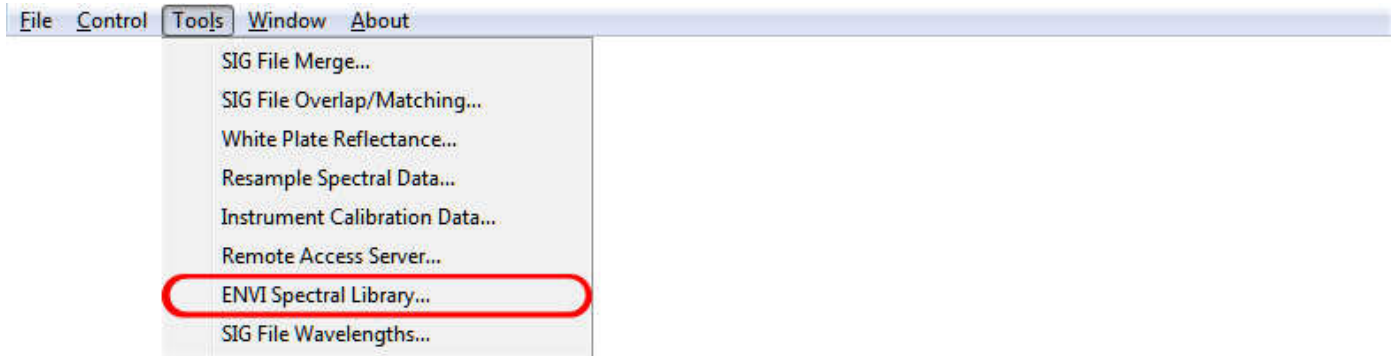 File Control Tools Window About
SIG File Merge...
SIG File Overlap/Matching...
White Plate Reflectance...
Resample Spectral Data...
Instrument Calibration Data...
Remote Access Server...
ENVI Spectral Library...
SIG File Wavelengths...